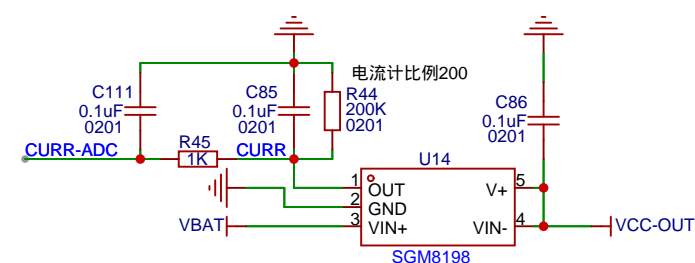 电流计比例200
C111
0.1uF
0201
C85
0.1uF
0201
R44
200K
0201
C86
0.1uF
0201
CURR-ADC
R45
1K
CURR
U14
1
OUT
V+
5
2
GND
VBAT
3
VIN+
VIN-
4
VCC-OUT
SGM8198